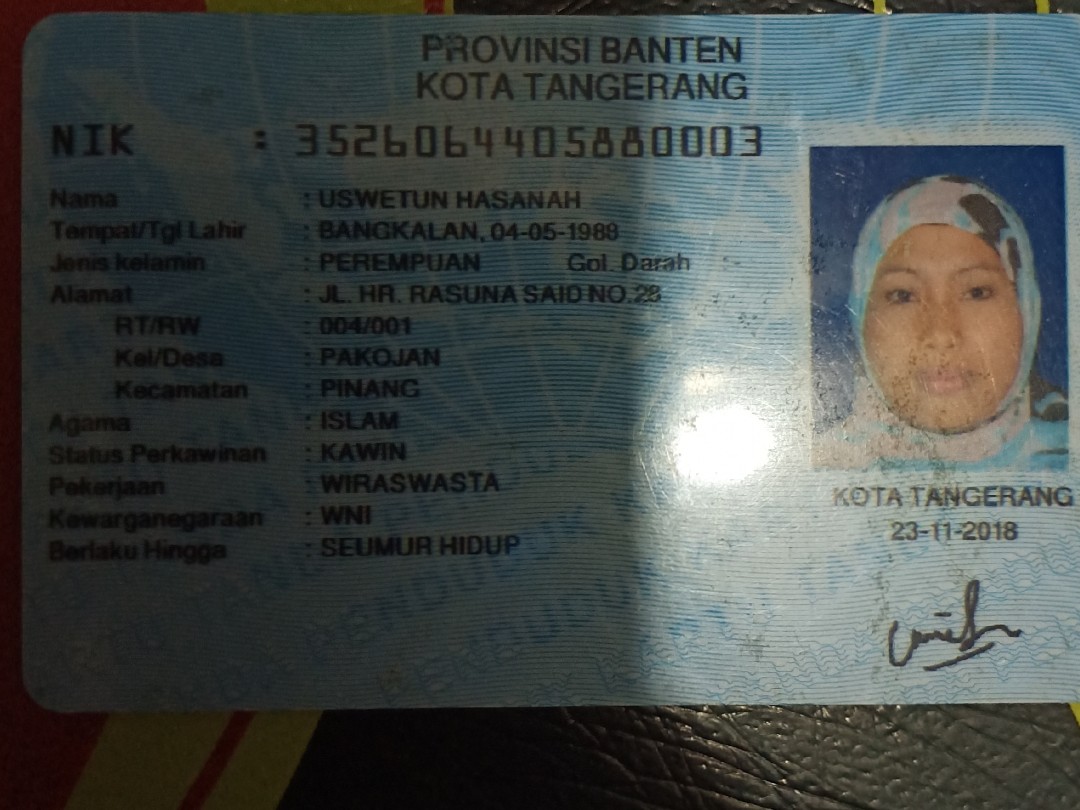 PROVINSI BANTEN
KOTA TANGERANG
NIK : 3526064405880003
Nama : USWETUN HASANAH
Tempat/Tgl Lahir : BANGKALAN, 04-05-1988
Jenis kelamin : PEREMPUAN Gol. Darah :
Alamat : JL. HR. RASUNA SAID NO.28
RT/RW : 004/001
Kel/Desa : PAKOJAN
Kecamatan : PINANG
Agama : ISLAM
Status Perkawinan : KAWIN
Pekerjaan : WIRASWASTA
Kewarganegaraan : WNI
Berlaku Hingga : SEUMUR HIDUP
KOTA TANGERANG
23-11-2018